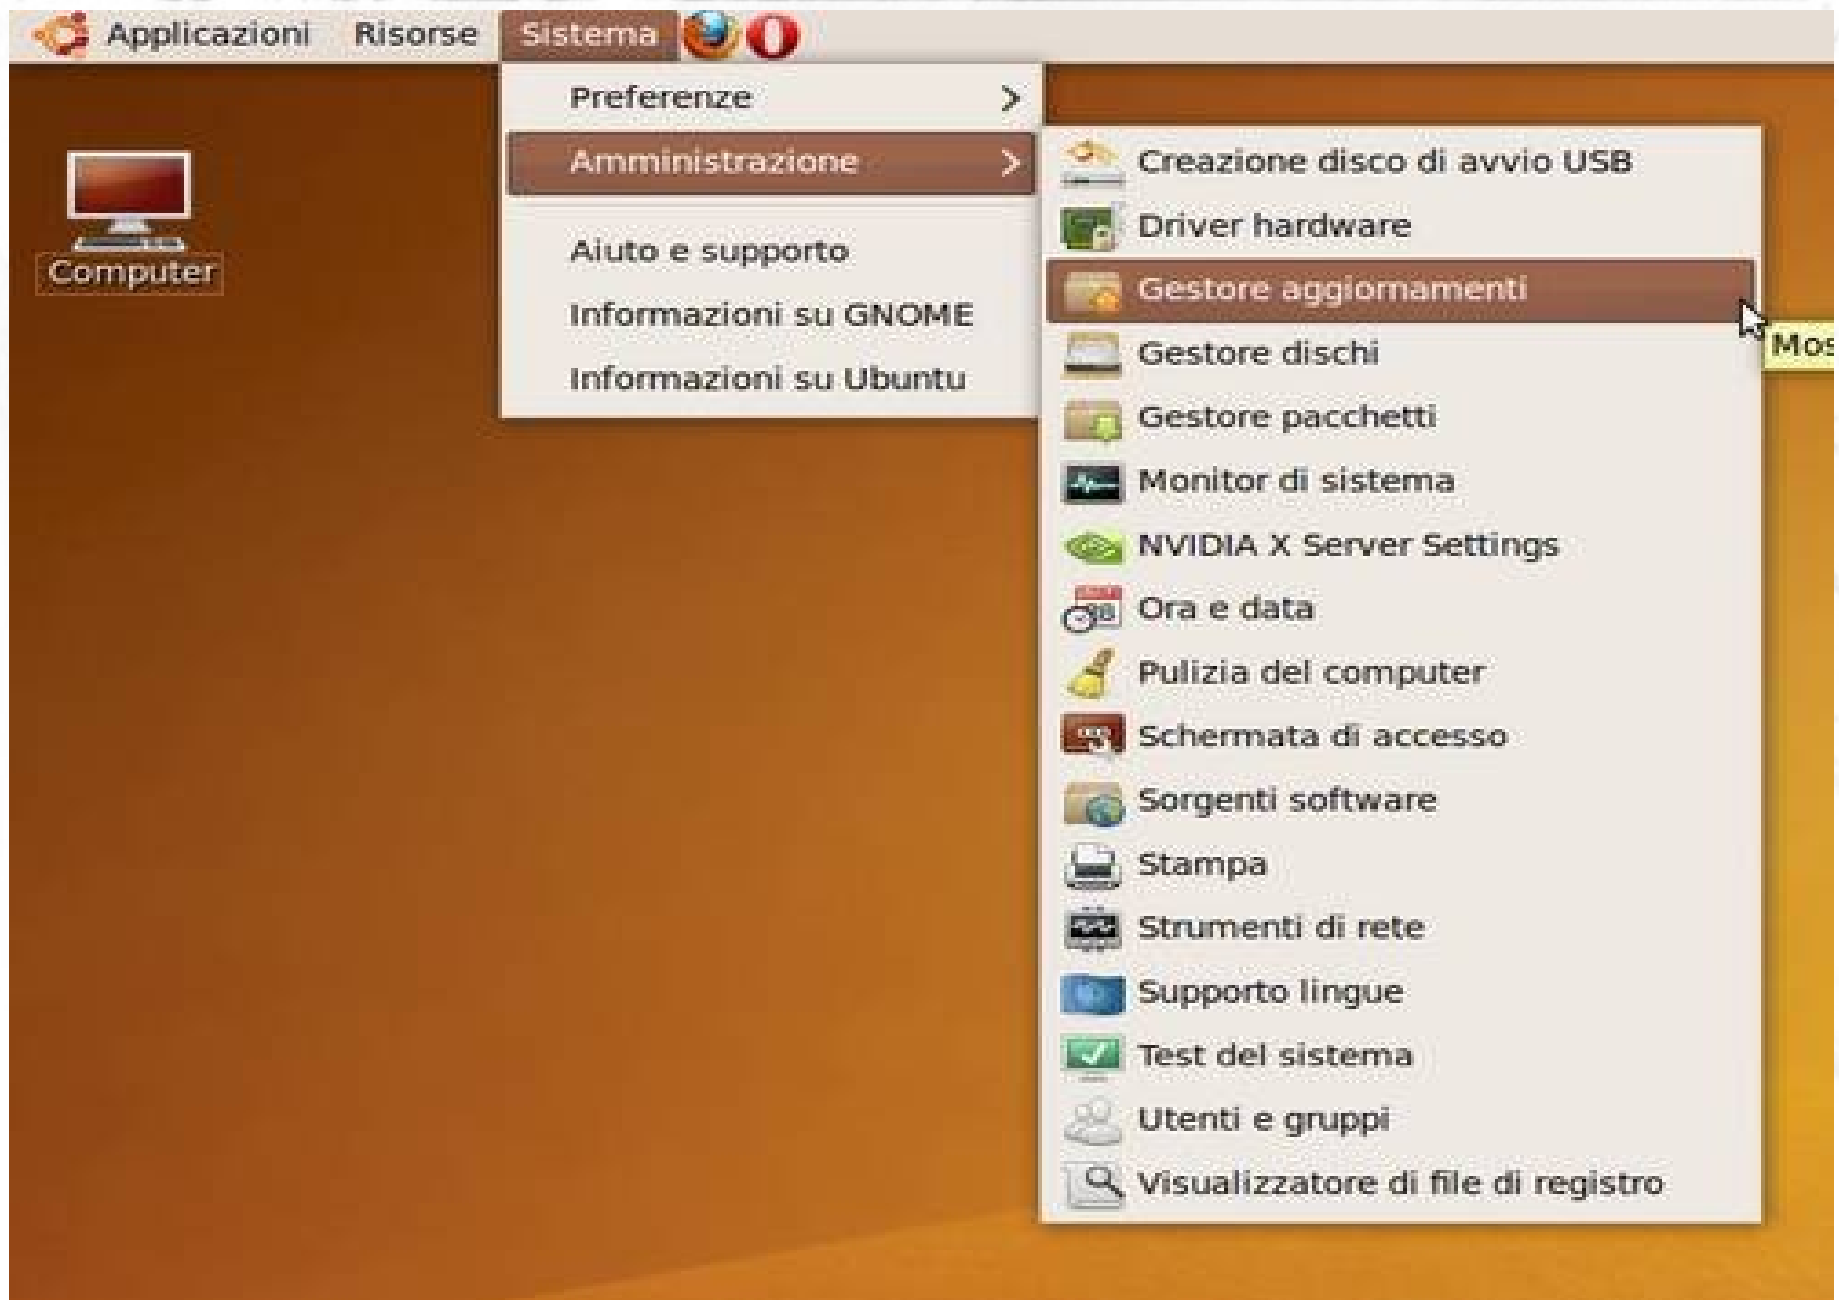 Applicazioni Risorse Sistema
Preferenze
Amministrazione
Aiuto e supporto
Informazioni su GNOME
Informazioni su Ubuntu
Computer
Creazione disco di avvio USB
Driver hardware
Gestore aggiornamenti
Mos
Gestore dischi
Gestore pacchetti
Monitor di sistema
NVIDIA X Server Settings
Ora e data
Pulizia del computer
Schermata di accesso
Sorgenti software
Stampa
Strumenti di rete
Supporto lingue
Test del sistema
Utenti e gruppi
Visualizzatore di file di registro